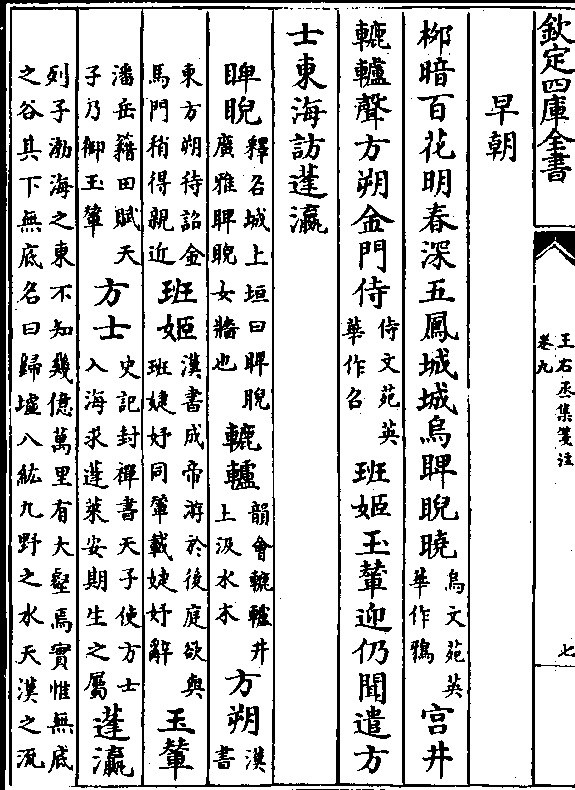 欽定四庫全書
王右丞集箋注
卷九
七
早朝
柳暗百花明春深五鳳城城烏睥睨曉烏文苑英華作鴉宮井
轆轤聲方朔金門侍侍文苑英華作召班姬玉輦迎仍聞遣方
士東海訪蓬瀛
睥睨釋名城上垣曰睥睨廣雅睥睨女牆也轆轤韻會轆轤井上汲水木方朔漢書
東方朔待詔金馬門稍得親近班姬漢書成帝游於後庭欲與班婕妤同輦載婕妤辭玉輦
潘岳籍田賦天子乃御玉輦方士史記封禪書天子使方士入海求蓬萊安期生之屬蓬瀛
列子渤海之東不知幾億萬里有大壑焉實惟無底
之谷其下無底名曰歸墟八紘九野之水天漢之流